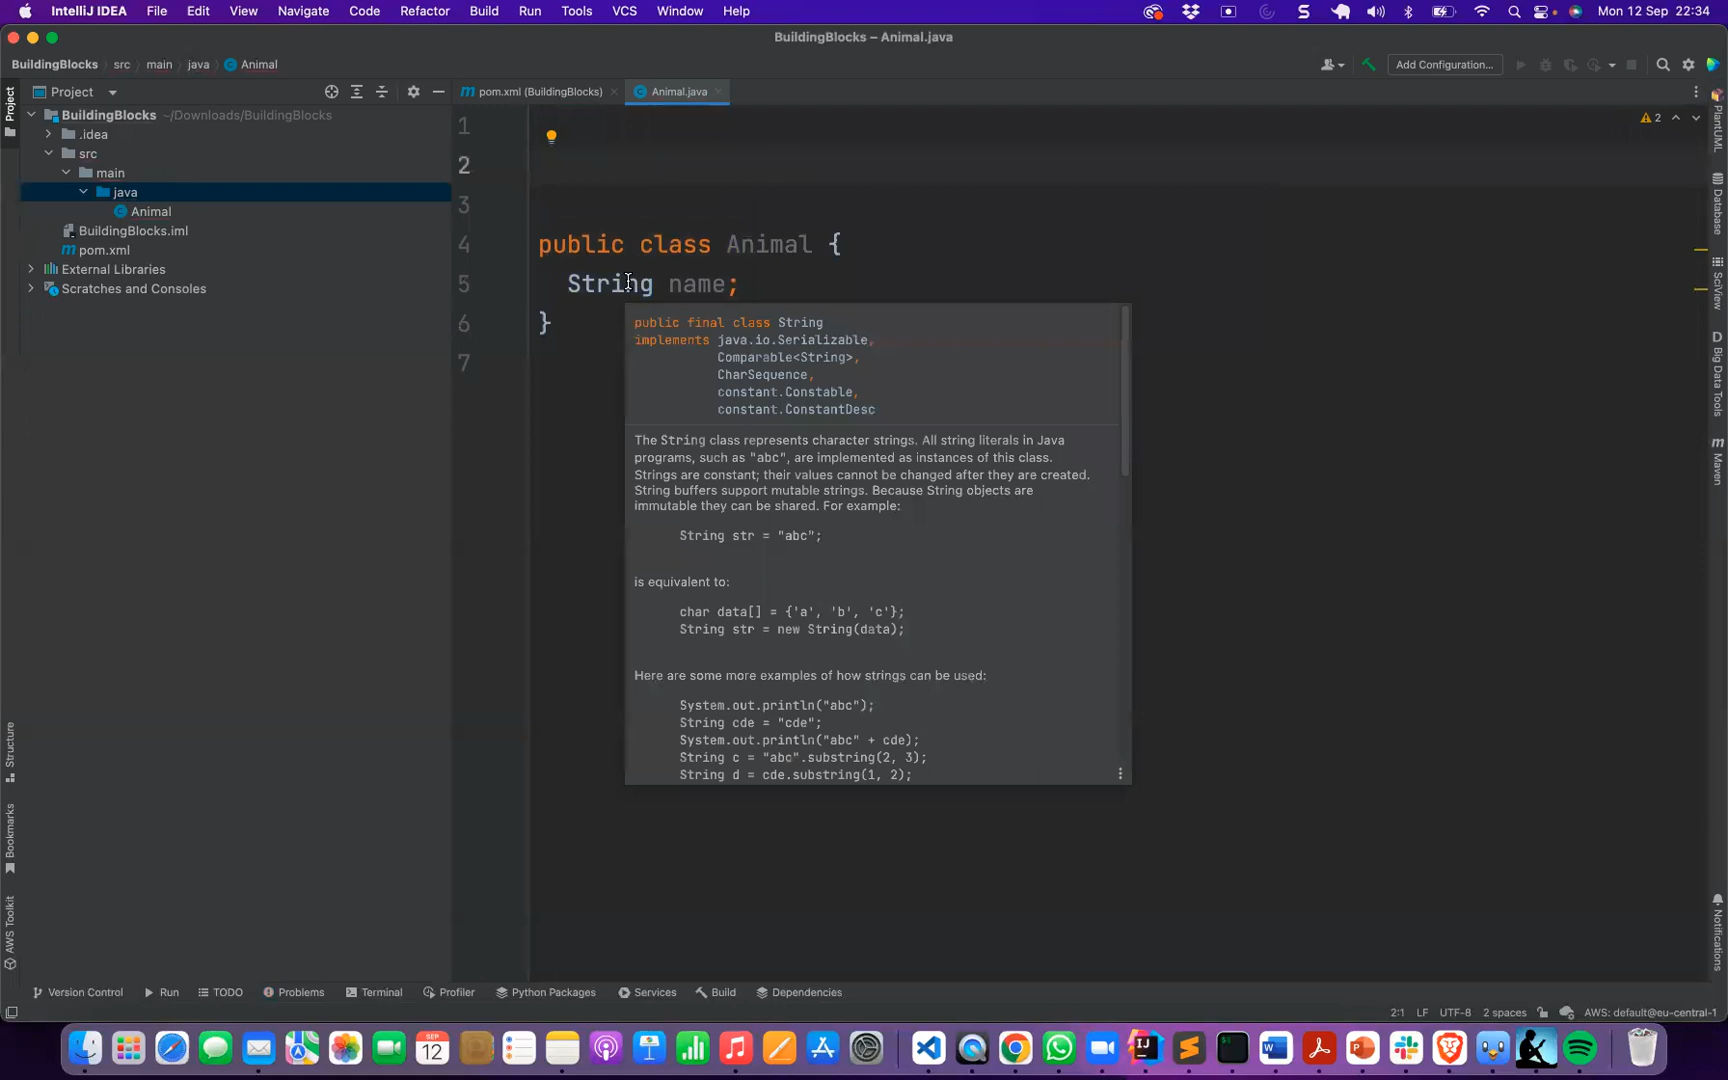 IntelliJ IDEA File Edit View Navigate Code Refactor Build Run Tools VCS Window Help Mon 12 Sep 22:34
BuildingBlocks – Animal.java
BuildingBlocks src main java Animal Add Configuration...
Project pom.xml (BuildingBlocks) Animal.java
Project
BuildingBlocks ~/Downloads/BuildingBlocks
.idea
src
main
java
Animal
BuildingBlocks.iml
pom.xml
External Libraries
Scratches and Consoles
Structure
Bookmarks
AWS Toolkit
1
2
3
4 public class Animal {
5 String name;
6 }
7
2
public final class String
implements java.io.Serializable,
Comparable<String>,
CharSequence,
constant.Constable,
constant.ConstantDesc
The String class represents character strings. All string literals in Java
programs, such as "abc", are implemented as instances of this class.
Strings are constant; their values cannot be changed after they are created.
String buffers support mutable strings. Because String objects are
immutable they can be shared. For example:
String str = "abc";
is equivalent to:
char data[] = {'a', 'b', 'c'};
String str = new String(data);
Here are some more examples of how strings can be used:
System.out.println("abc");
String cde = "cde";
System.out.println("abc" + cde);
String c = "abc".substring(2, 3);
String d = cde.substring(1, 2);
PlantUML
Database
SciView
Big Data Tools
Maven
Notifications
Version Control Run TODO Problems Terminal Profiler Python Packages Services Build Dependencies
2:1 LF UTF-8 2 spaces AWS: default@eu-central-1
SEP
12